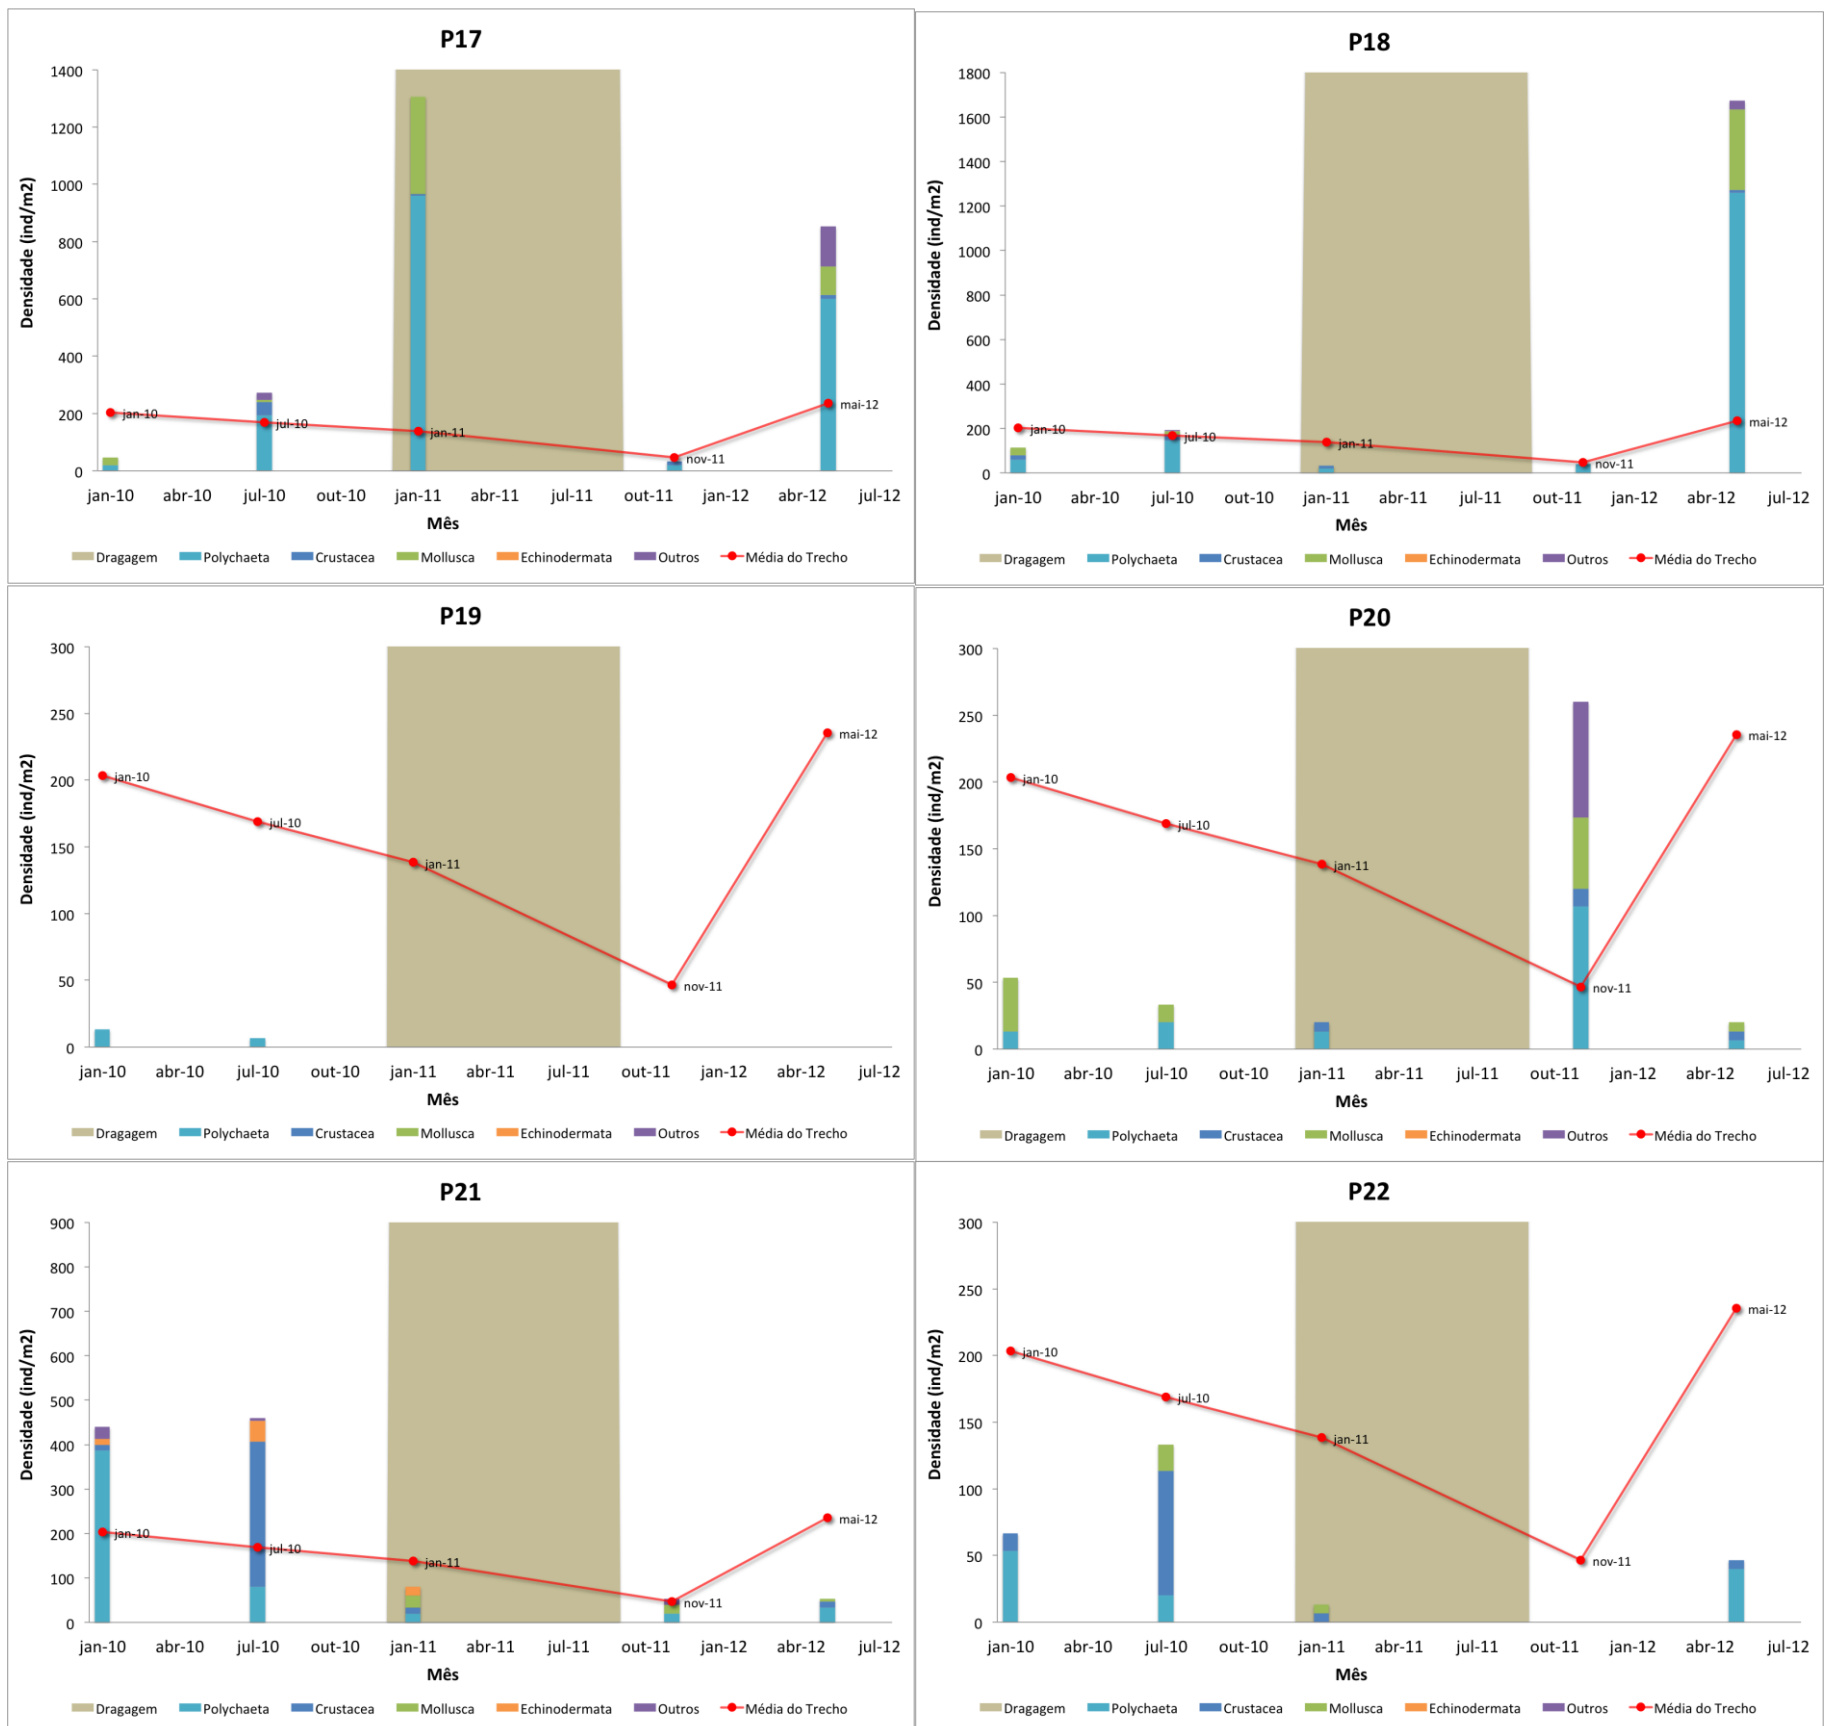 P17
1400
1200
1000
800
600
400
200
0
Densidade (ind/m2)
jan-10
jul-10
jan-11
nov-11
mai-12
jan-10 abr-10 jul-10 out-10 jan-11 abr-11 jul-11 out-11 jan-12 abr-12 jul-12
Mês
Dragagem Polychaeta Crustacea Mollusca Echinodermata Outros Média do Trecho
P18
1800
1600
1400
1200
1000
800
600
400
200
0
Densidade (ind/m2)
jan-10
jul-10
jan-11
nov-11
mai-12
jan-10 abr-10 jul-10 out-10 jan-11 abr-11 jul-11 out-11 jan-12 abr-12 jul-12
Mês
Dragagem Polychaeta Crustacea Mollusca Echinodermata Outros Média do Trecho
P19
300
250
200
150
100
50
0
Densidade (ind/m2)
jan-10
jul-10
jan-11
nov-11
mai-12
jan-10 abr-10 jul-10 out-10 jan-11 abr-11 jul-11 out-11 jan-12 abr-12 jul-12
Mês
Dragagem Polychaeta Crustacea Mollusca Echinodermata Outros Média do Trecho
P20
300
250
200
150
100
50
0
Densidade (ind/m2)
jan-10
jul-10
jan-11
nov-11
mai-12
jan-10 abr-10 jul-10 out-10 jan-11 abr-11 jul-11 out-11 jan-12 abr-12 jul-12
Mês
Dragagem Polychaeta Crustacea Mollusca Echinodermata Outros Média do Trecho
P21
900
800
700
600
500
400
300
200
100
0
Densidade (ind/m2)
jan-10
jul-10
jan-11
nov-11
mai-12
jan-10 abr-10 jul-10 out-10 jan-11 abr-11 jul-11 out-11 jan-12 abr-12 jul-12
Mês
Dragagem Polychaeta Crustacea Mollusca Echinodermata Outros Média do Trecho
P22
300
250
200
150
100
50
0
Densidade (ind/m2)
jan-10
jul-10
jan-11
nov-11
mai-12
jan-10 abr-10 jul-10 out-10 jan-11 abr-11 jul-11 out-11 jan-12 abr-12 jul-12
Mês
Dragagem Polychaeta Crustacea Mollusca Echinodermata Outros Média do Trecho